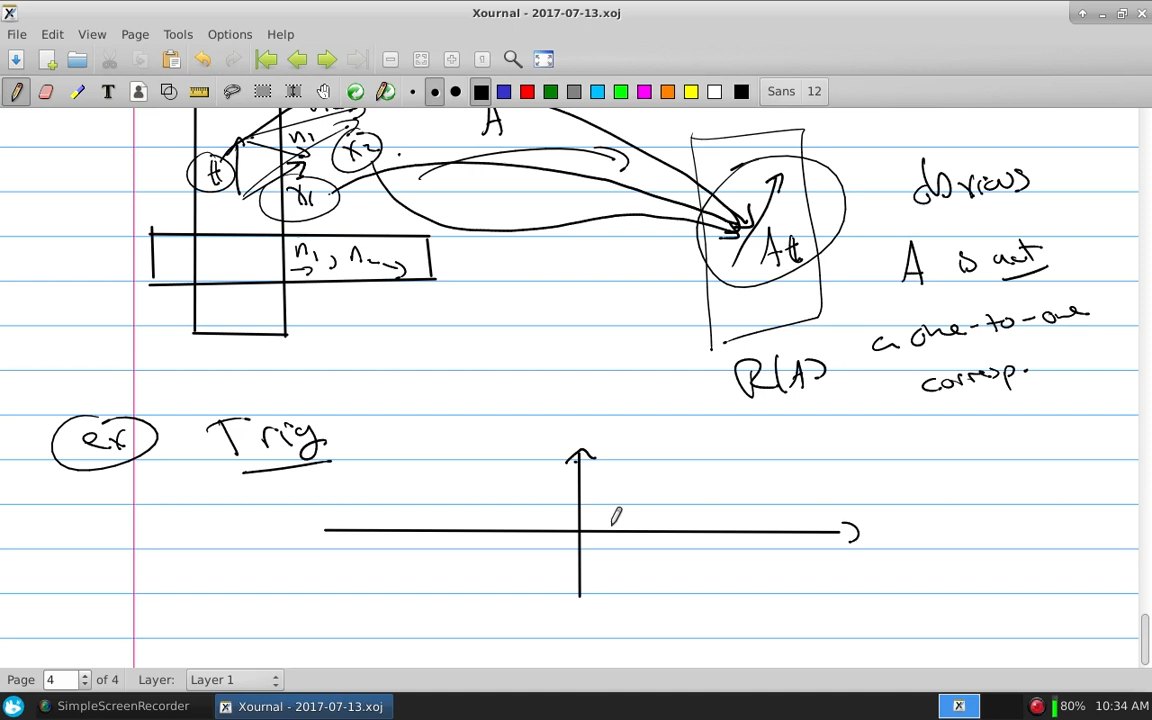 Xournal - 2017-07-13.xoj
File Edit View Page Tools Options Help
Sans 12
A
n1
x2
t
x1
n1, n2
At
R(A)
obvious
A is not
a one-to-one
corresp.
ex Trig
Page 4 of 4 Layer: Layer 1
SimpleScreenRecorder Xournal - 2017-07-13.xoj 80% 10:34 AM